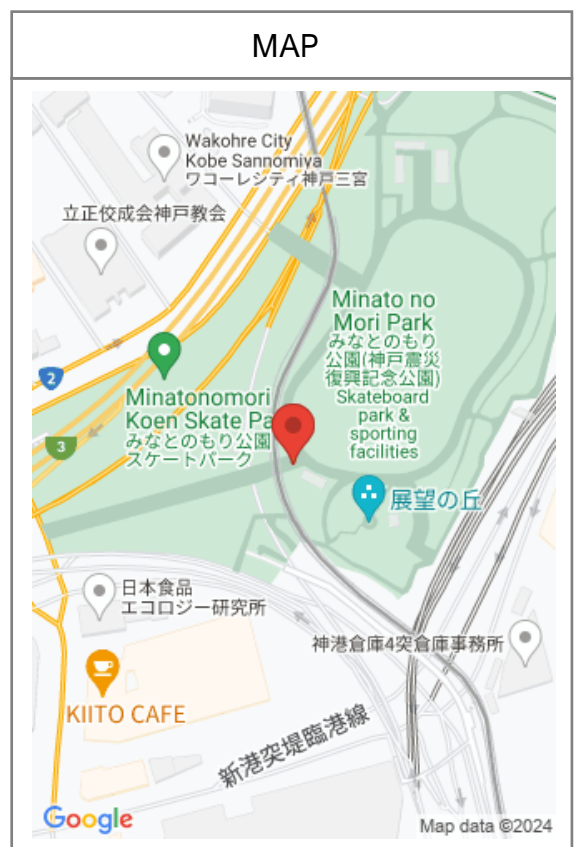 MAP
Wakohre City
Kobe Sannomiya
ワコーレシティ神戸三宮
立正佼成会神戸教会
Minato no
Mori Park
みなとのもり
公園(神戸震災
復興記念公園)
Skateboard
park &
sporting
facilities
2
Minatonomori
Koen Skate Pa
みなとのもり公園
スケートパーク
3
展望の丘
日本食品
エコロジー研究所
神港倉庫4突倉庫事務所
KIITO CAFE
新港突堤臨港線
Google
Map data ©2024